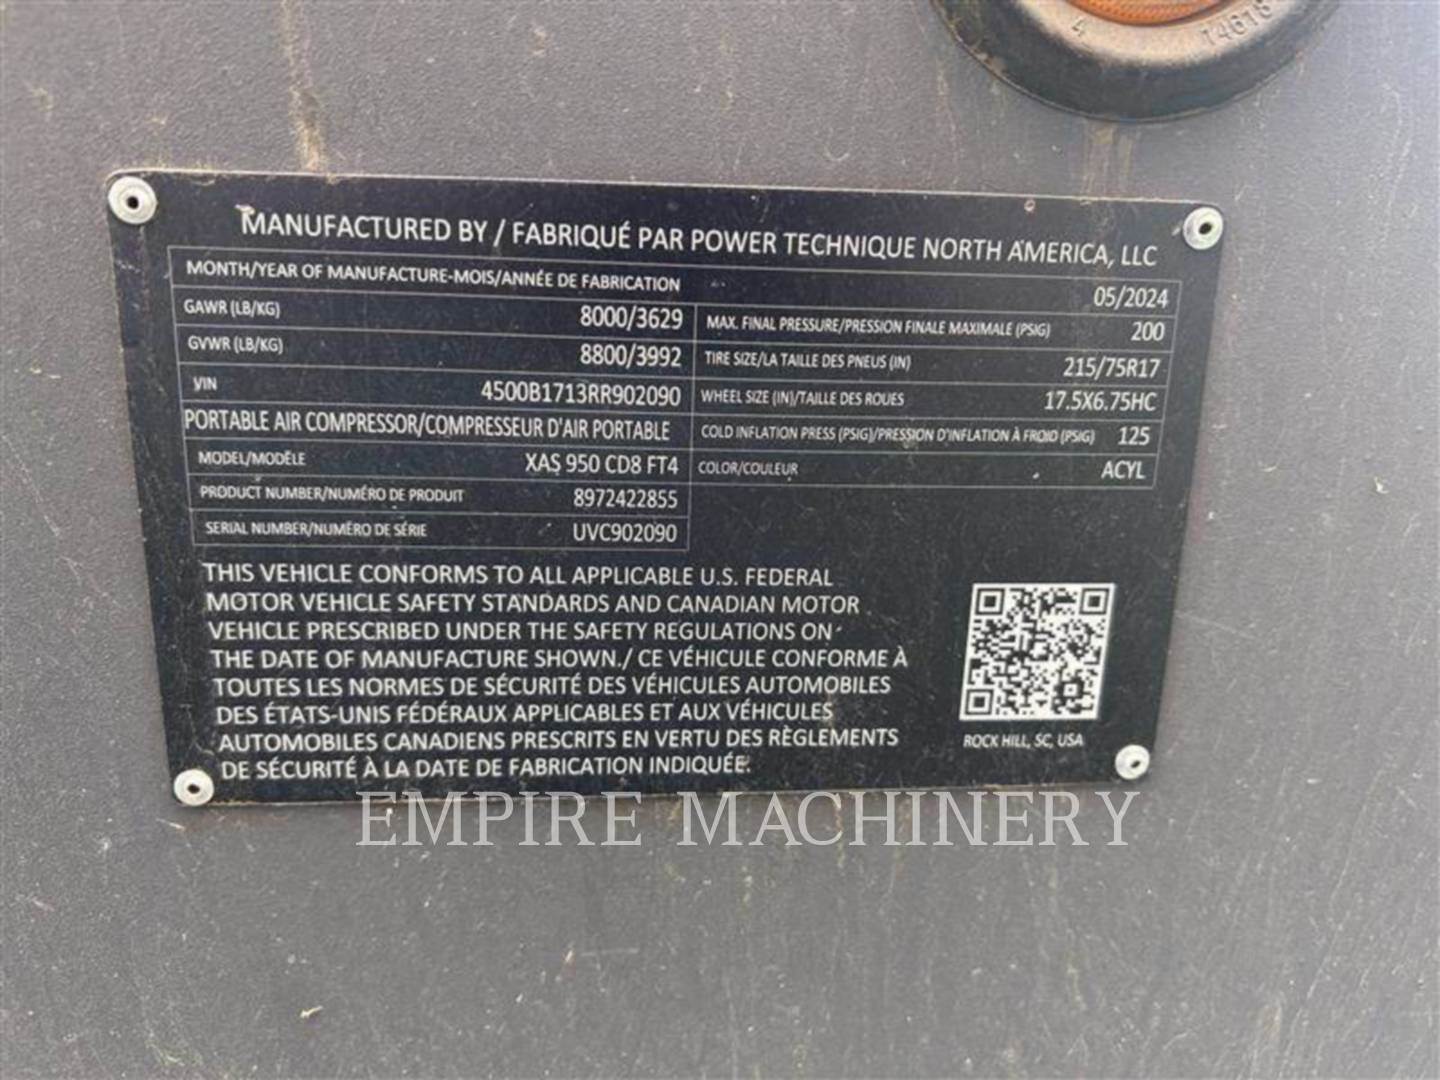 4 T4618
MANUFACTURED BY / FABRIQUÉ PAR POWER TECHNIQUE NORTH AMERICA, LLC
MONTH/YEAR OF MANUFACTURE-MOIS/ANNÉE DE FABRICATION 05/2024
GAWR (LB/KG) 8000/3629 MAX. FINAL PRESSURE/PRESSION FINALE MAXIMALE (PSIG) 200
GVWR (LB/KG) 8800/3992 TIRE SIZE/LA TAILLE DES PNEUS (IN) 215/75R17
VIN 4500B1713RR902090 WHEEL SIZE (IN)/TAILLE DES ROUES 17.5X6.75HC
PORTABLE AIR COMPRESSOR/COMPRESSEUR D'AIR PORTABLE COLD INFLATION PRESS (PSIG)/PRESSION D'INFLATION À FROID (PSIG) 125
MODEL/MODÈLE XAS 950 CD8 FT4 COLOR/COULEUR ACYL
PRODUCT NUMBER/NUMÉRO DE PRODUIT 8972422855
SERIAL NUMBER/NUMÉRO DE SÉRIE UVC902090
THIS VEHICLE CONFORMS TO ALL APPLICABLE U.S. FEDERAL
MOTOR VEHICLE SAFETY STANDARDS AND CANADIAN MOTOR
VEHICLE PRESCRIBED UNDER THE SAFETY REGULATIONS ON
THE DATE OF MANUFACTURE SHOWN./ CE VÉHICULE CONFORME À
TOUTES LES NORMES DE SÉCURITÉ DES VÉHICULES AUTOMOBILES
DES ÉTATS-UNIS FÉDÉRAUX APPLICABLES ET AUX VÉHICULES
AUTOMOBILES CANADIENS PRESCRITS EN VERTU DES RÈGLEMENTS
DE SÉCURITÉ À LA DATE DE FABRICATION INDIQUÉE.
ROCK HILL, SC, USA
EMPIRE MACHINERY